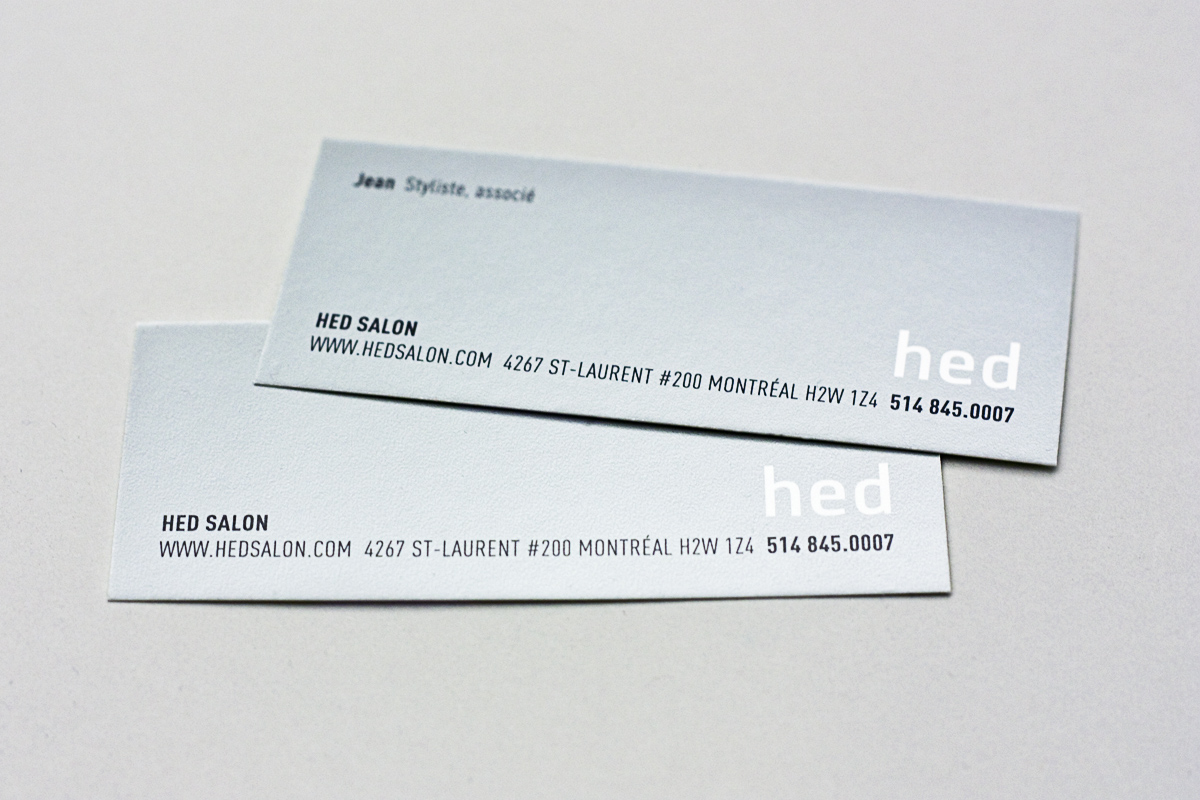 Jean Styliste, associé
HED SALON
WWW.HEDSALON.COM 4267 ST-LAURENT #200 MONTRÉAL H2W 1Z4 514 845.0007
hed
HED SALON
WWW.HEDSALON.COM 4267 ST-LAURENT #200 MONTRÉAL H2W 1Z4 514 845.0007
hed